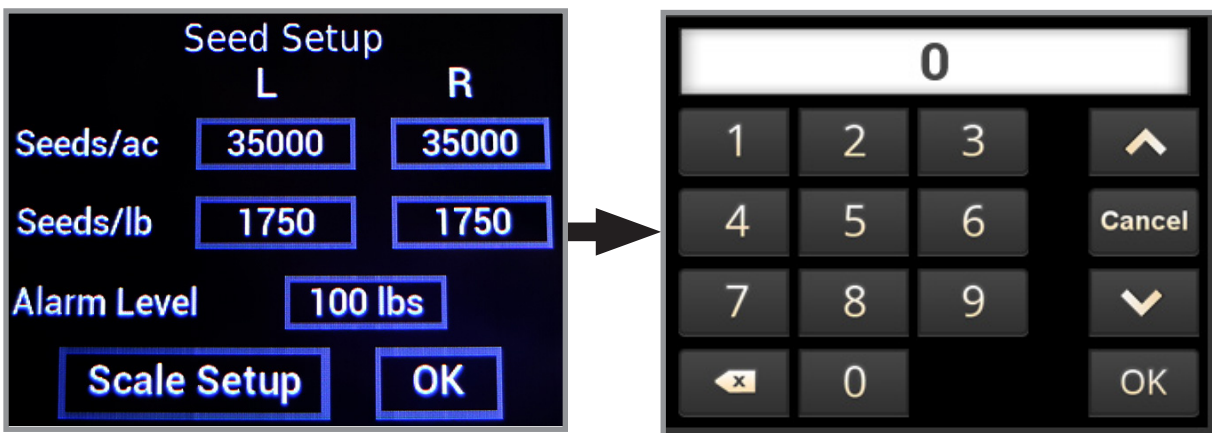 Seed Setup
L R
Seeds/ac 35000 35000
Seeds/lb 1750 1750
Alarm Level 100 lbs
Scale Setup OK
0
1 2 3
4 5 6 Cancel
7 8 9
x 0 OK